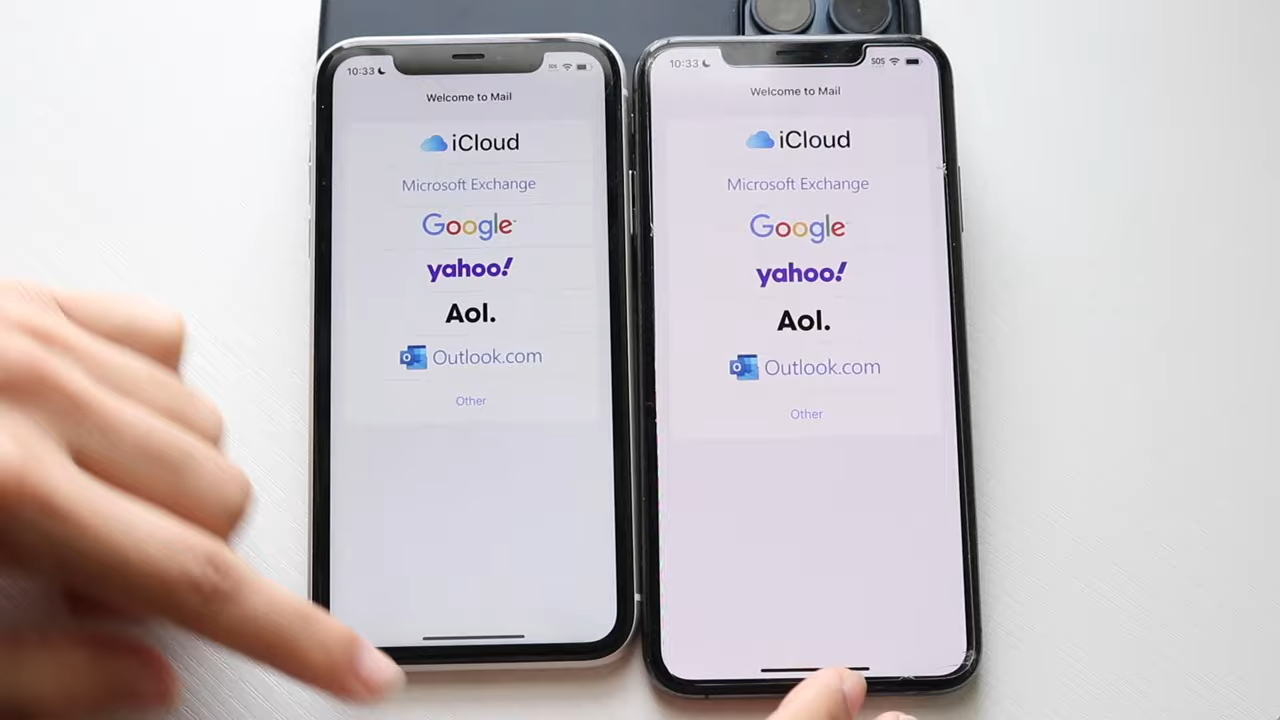 10:33
SOS
Welcome to Mail
iCloud
Microsoft Exchange
Google
yahoo!
Aol.
Outlook.com
Other
10:33
SOS
Welcome to Mail
iCloud
Microsoft Exchange
Google
yahoo!
Aol.
Outlook.com
Other